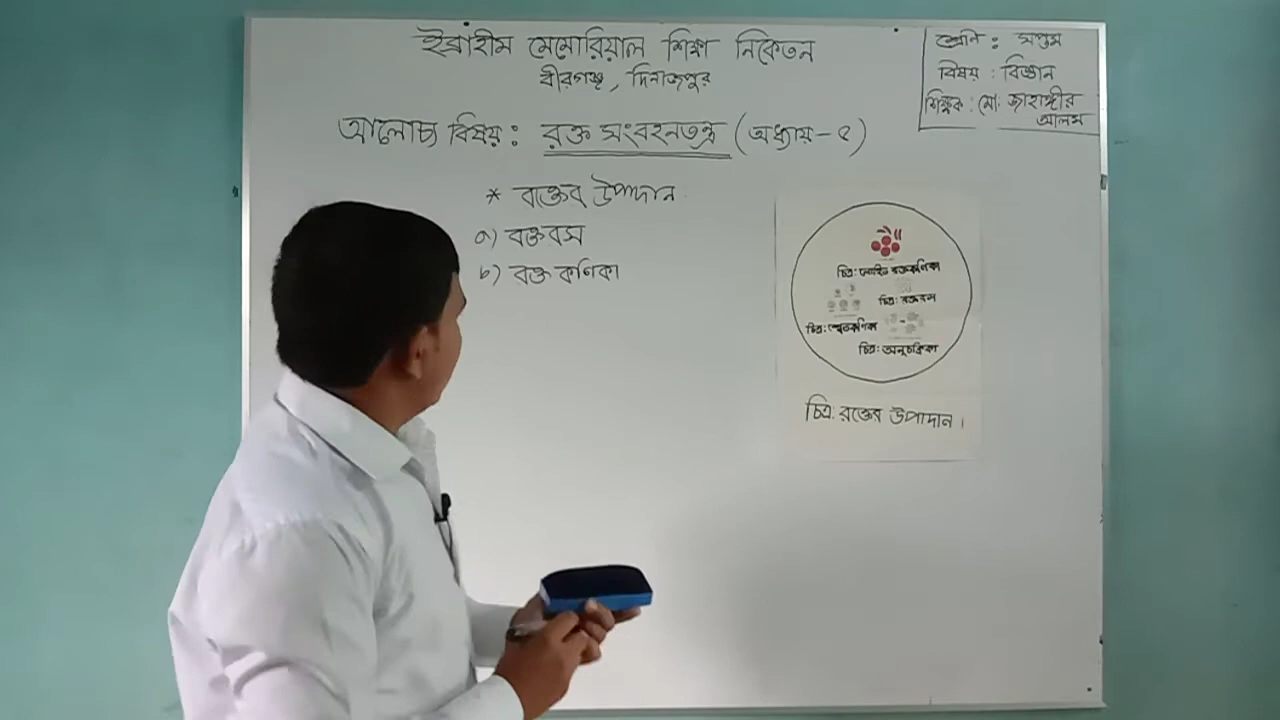 ইব্রাহীম মেমোরিয়াল শিক্ষা নিকেতন
বীরগঞ্জ, দিনাজপুর
শ্রেণি : সপ্তম
বিষয় : বিজ্ঞান
শিক্ষক : মো: জাহাঙ্গীর
আলম
আলোচ্য বিষয় : রক্ত সংবহনতন্ত্র (অধ্যায় - ৫)
* রক্তের উপাদান
a) রক্তরস
b) রক্ত কণিকা
চিত্র: লোহিত রক্তকণিকা
চিত্র: রক্তরস
চিত্র: শ্বেতকণিকা
চিত্র: অনুচক্রিকা
চিত্র: রক্তের উপাদান।